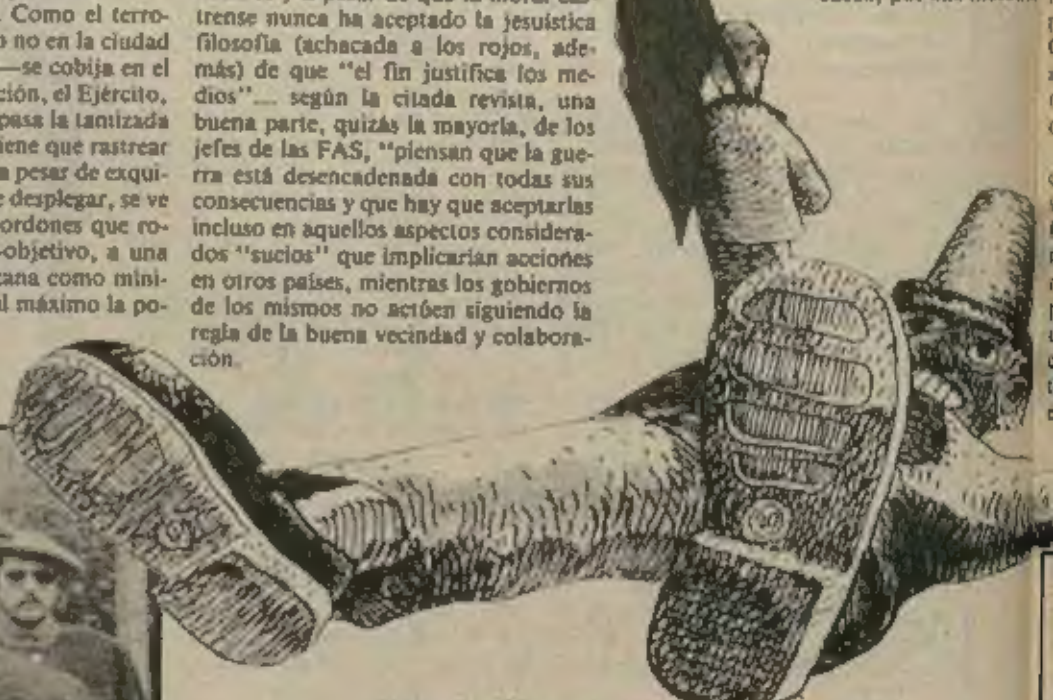 . Como el terro-
o no en la ciudad
—se cobija en el
ción, el Ejército,
pasa la tamizada
iene que rastrear
a pesar de exqui-
e desplegar, se ve
ordones que ro-
-objetivo, a una
cana como míni-
al máximo la po-
trense nunca ha aceptado la jesuística
filosofía (achacada a los rojos, ade-
más) de que "el fin justifica los me-
dios"... según la citada revista, una
buena parte, quizás la mayoría, de los
jefes de las FAS, "piensan que la gue-
rra está desencadenada con todas sus
consecuencias y que hay que aceptarlas
incluso en aquellos aspectos considera-
dos "sucios" que implicarían acciones
en otros países, mientras los gobiernos
de los mismos no actúen siguiendo la
regla de la buena vecindad y colabora-
ción.